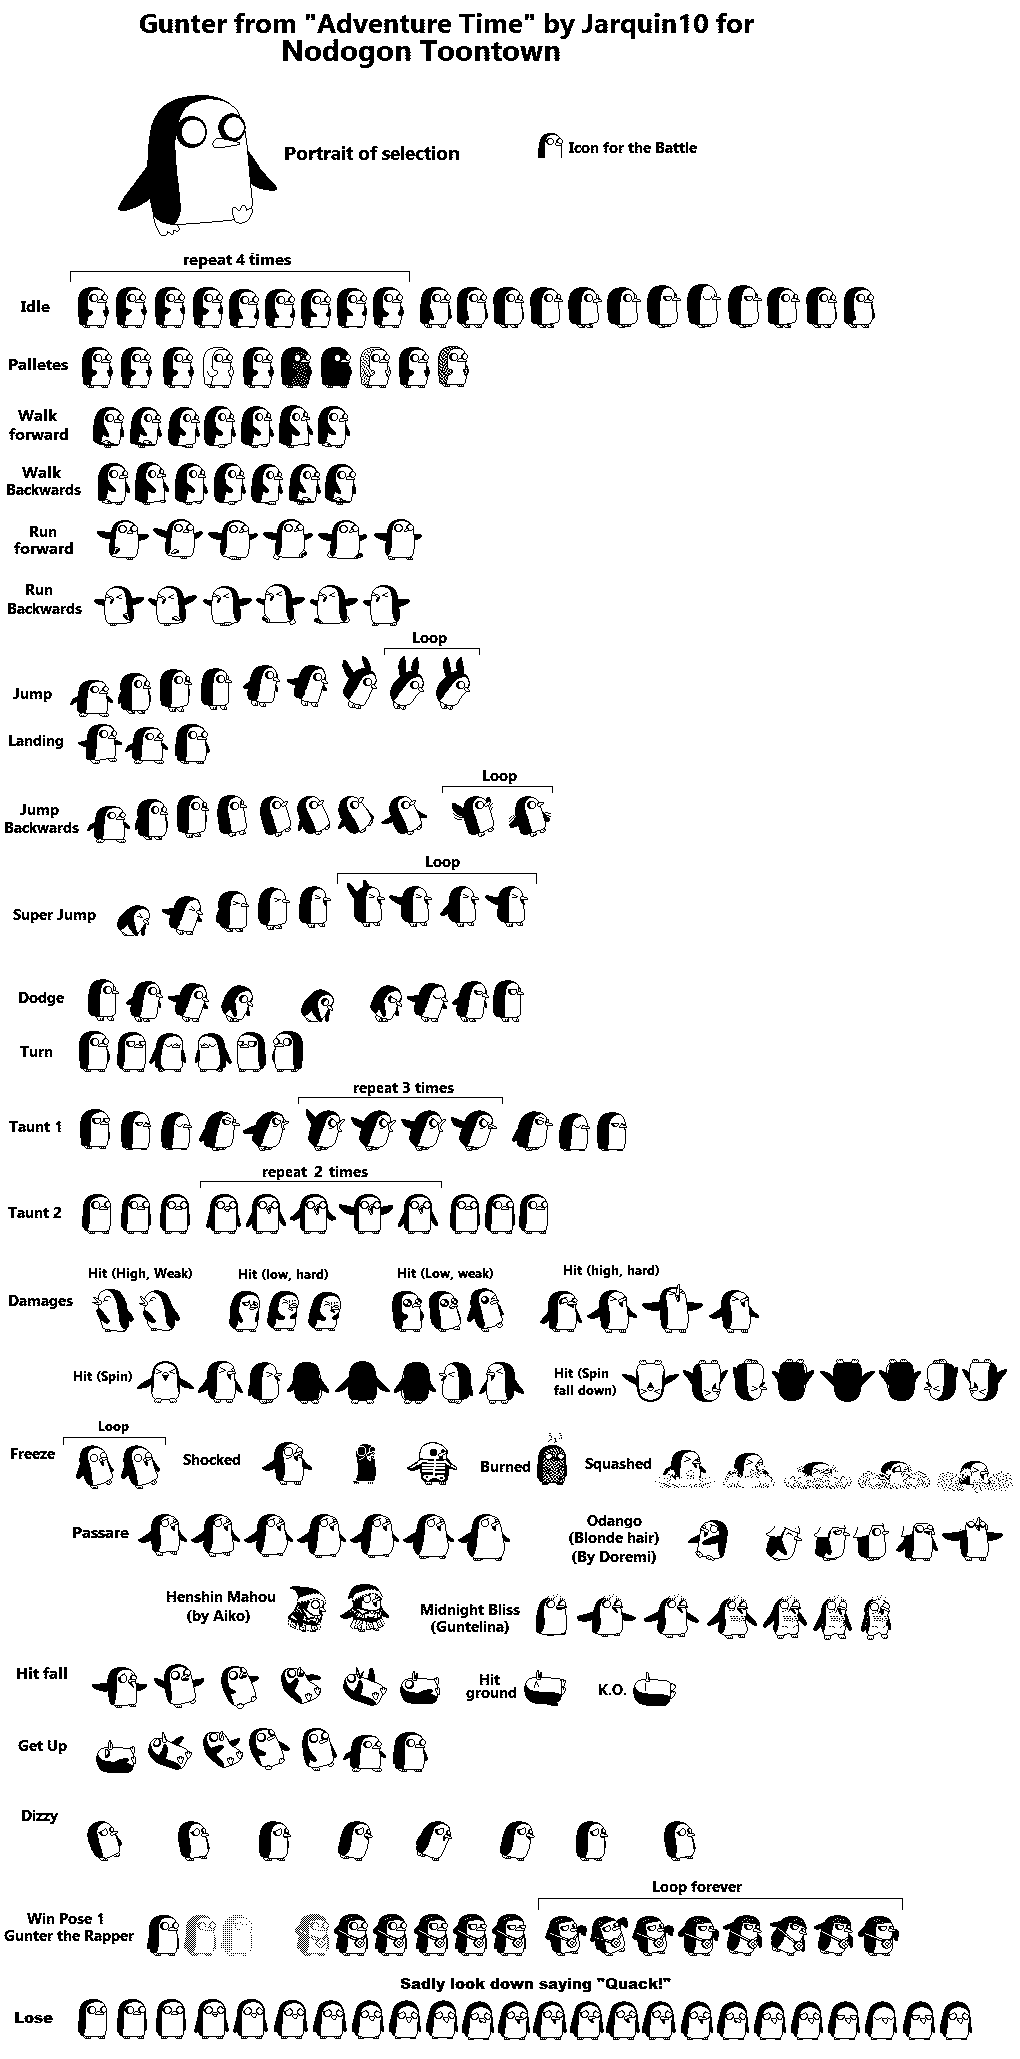 Gunter from "Adventure Time" by Jarquin10 for
Nodogon Toontown
Portrait of selection
Icon for the Battle
repeat 4 times
Idle
Palletes
Walk
forward
Walk
Backwards
Run
forward
Run
Backwards
Loop
Jump
Landing
Loop
Jump
Backwards
Loop
Super Jump
Dodge
Turn
repeat 3 times
Taunt 1
repeat 2 times
Taunt 2
Hit (High, Weak)
Hit (low, hard)
Hit (Low, weak)
Hit (high, hard)
Damages
Hit (Spin)
Hit (Spin
fall down)
Loop
Freeze
Shocked
Burned
Squashed
Passare
Odango
(Blonde hair)
(By Doremi)
Henshin Mahou
(by Aiko)
Midnight Bliss
(Guntelina)
Hit fall
Hit
ground
K.O.
Get Up
Dizzy
Loop forever
Win Pose 1
Gunter the Rapper
Sadly look down saying "Quack!"
Lose